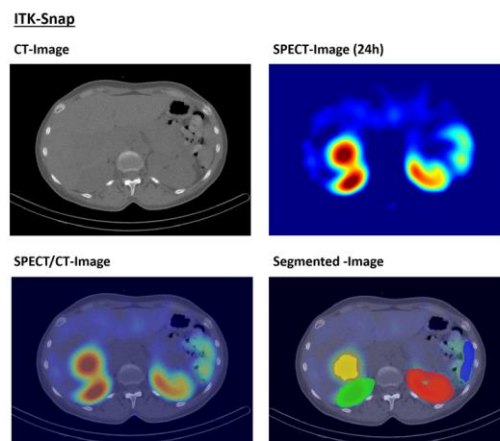 ITK-Snap
CT-Image
SPECT-Image (24h)
SPECT/CT-Image
Segmented -Image